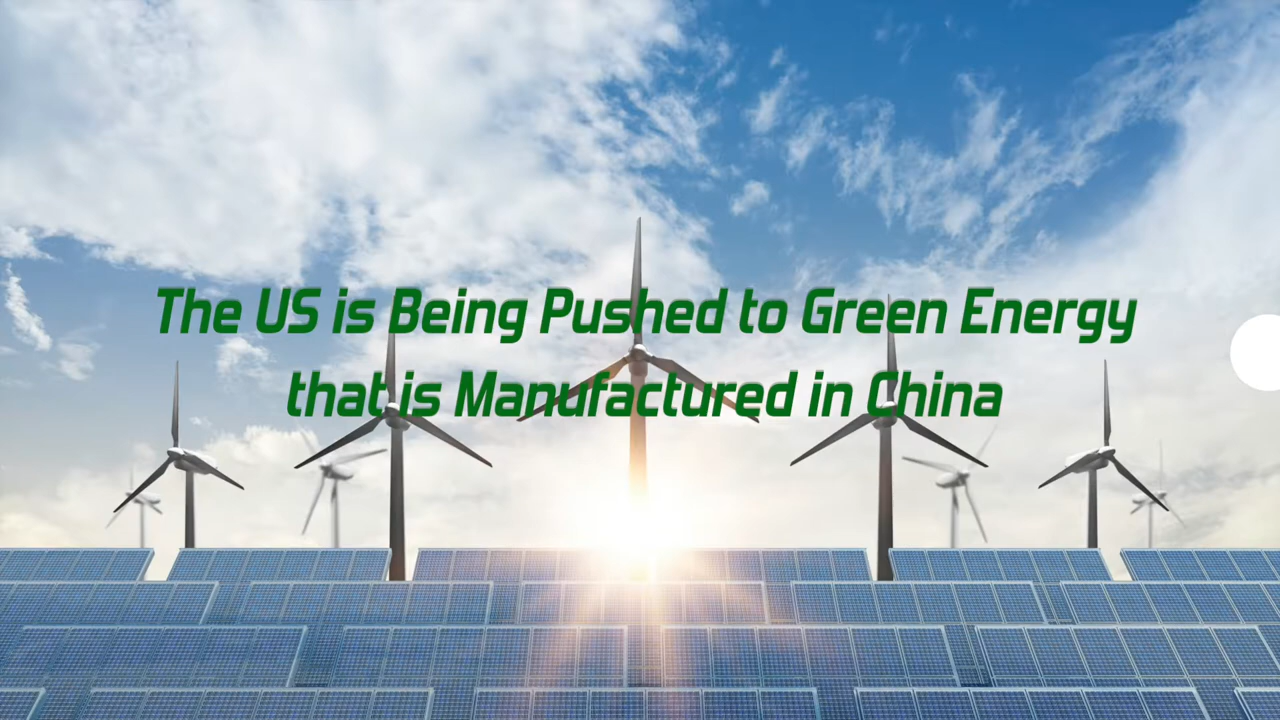 The US is Being Pushed to Green Energy
that is Manufactured in China